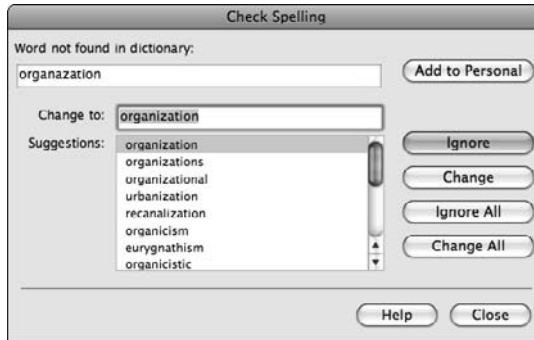 Check Spelling
Word not found in dictionary:
organazation
Add to Personal
Change to: organization
Suggestions: organization
organizations
organizational
urbanization
recanalization
organicism
eurygnathism
organicistic
Ignore
Change
Ignore All
Change All
Help
Close